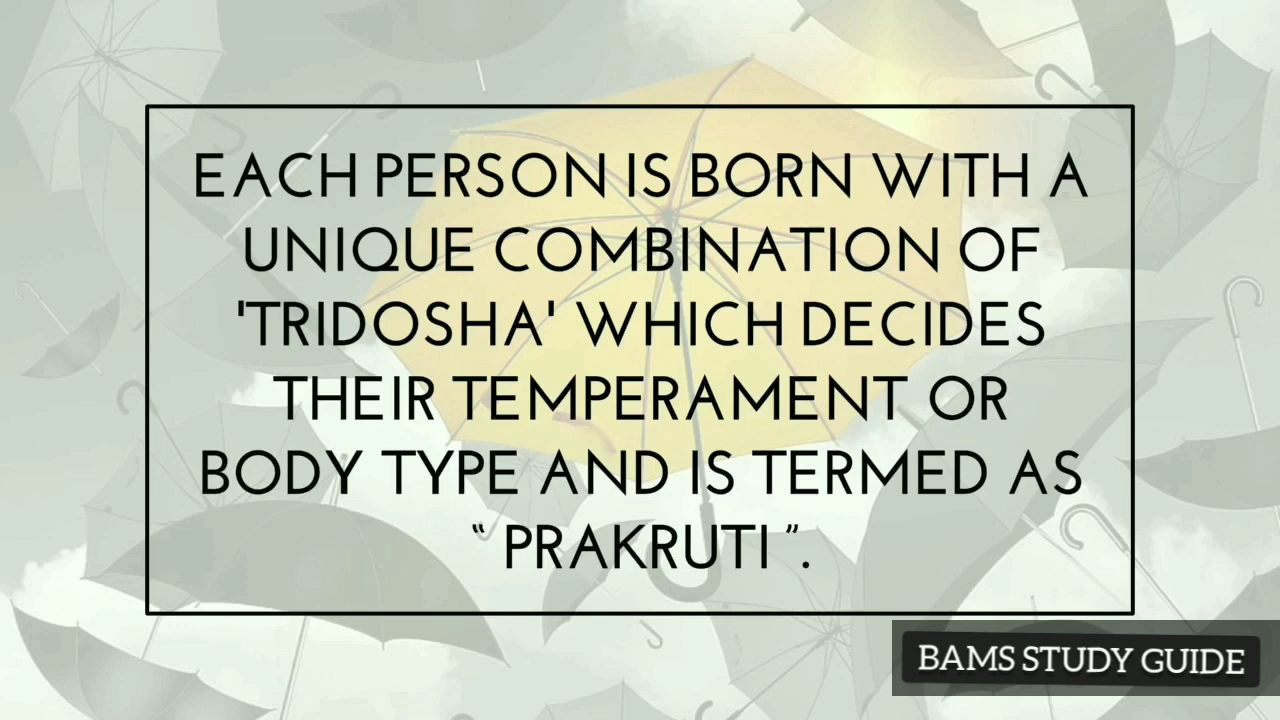 EACH PERSON IS BORN WITH A
UNIQUE COMBINATION OF
'TRIDOSHA' WHICH DECIDES
THEIR TEMPERAMENT OR
BODY TYPE AND IS TERMED AS
“ PRAKRUTI ”.
BAMS STUDY GUIDE